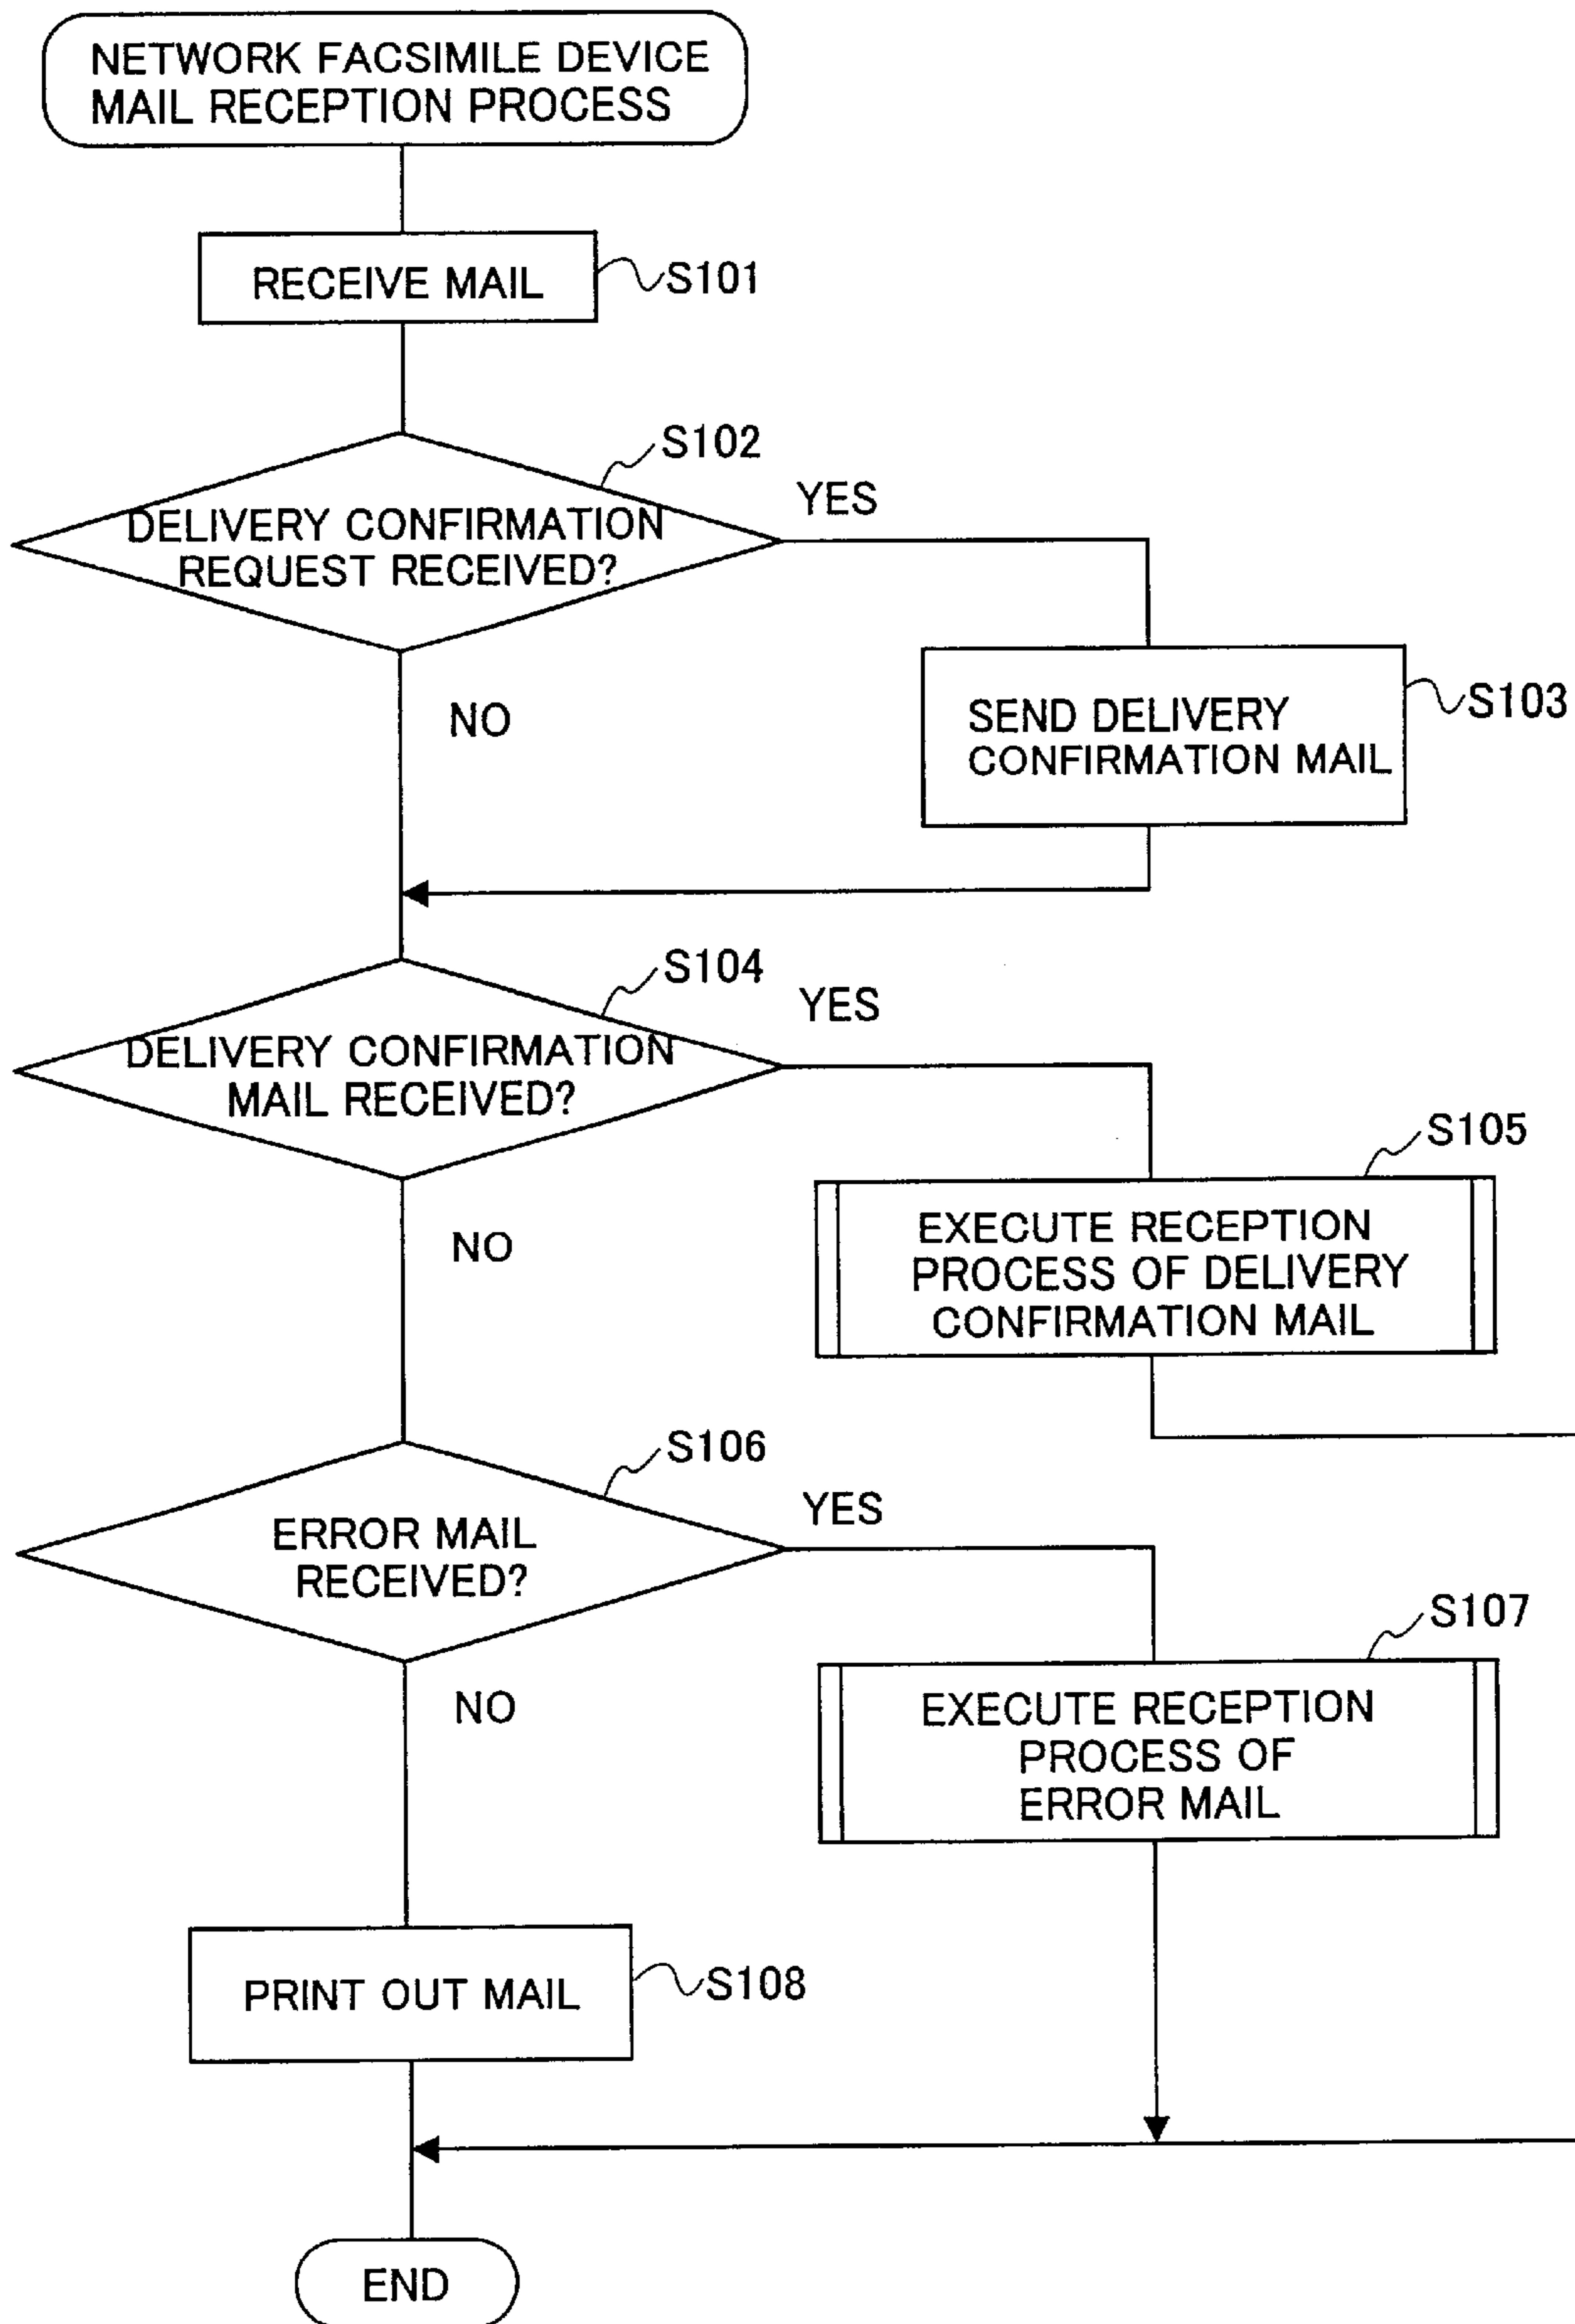 NETWORK FACSIMILE DEVICE
MAIL RECEPTION PROCESS
RECEIVE MAIL
S101
S102
DELIVERY CONFIRMATION
REQUEST RECEIVED?
YES
NO
SEND DELIVERY
CONFIRMATION MAIL
S103
S104
DELIVERY CONFIRMATION
MAIL RECEIVED?
YES
NO
S105
EXECUTE RECEPTION
PROCESS OF DELIVERY
CONFIRMATION MAIL
S106
ERROR MAIL
RECEIVED?
YES
NO
S107
EXECUTE RECEPTION
PROCESS OF
ERROR MAIL
PRINT OUT MAIL
S108
END